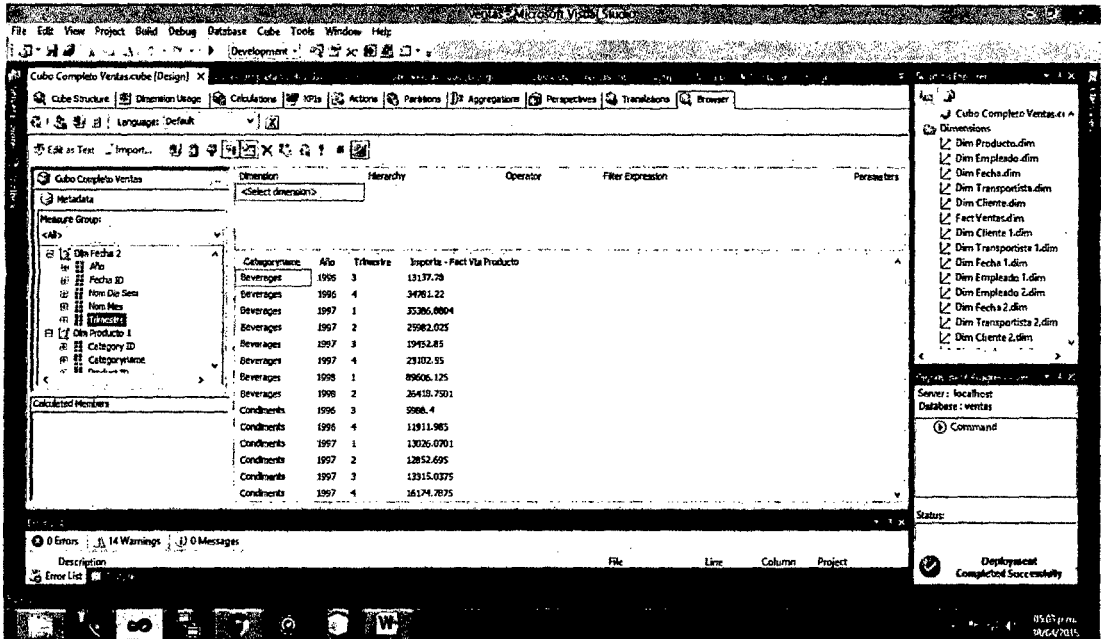 ventas - Microsoft Visual Studio
File Edit View Project Build Debug Database Cube Tools Window Help
Development
Cubo Completo Ventas.cube [Design] X
Cube Structure Dimension Usage Calculations KPIs Actions Partitions Aggregations Perspectives Translations Browser
Language: Default
Edit as Text Import...
Cubo Completo Ventas
Metadata
Measure Group:
<All>
Dim Fecha 2
Año
Fecha ID
Nom Dia Sem
Nom Mes
Trimestre
Dim Producto 1
Category ID
Categoryname
Calculated Members
Dimension Hierarchy Operator Filter Expression Parameters
<Select dimension>
Categoryname Año Trimestre Importe - Fact Vta Producto
Beverages 1996 3 13137.78
Beverages 1996 4 34781.22
Beverages 1997 1 35386.8804
Beverages 1997 2 25982.025
Beverages 1997 3 19432.85
Beverages 1997 4 23102.55
Beverages 1998 1 89606.125
Beverages 1998 2 26418.7501
Condiments 1996 3 5988.4
Condiments 1996 4 11911.985
Condiments 1997 1 13026.0701
Condiments 1997 2 12852.695
Condiments 1997 3 13315.0375
Condiments 1997 4 16174.7875
Cubo Completo Ventas.c
Dimensions
Dim Producto.dim
Dim Empleado.dim
Dim Fecha.dim
Dim Transportista.dim
Dim Cliente.dim
Fact Ventas.dim
Dim Cliente 1.dim
Dim Transportista 1.dim
Dim Fecha 1.dim
Dim Empleado 1.dim
Dim Empleado 2.dim
Dim Fecha 2.dim
Dim Transportista 2.dim
Dim Cliente 2.dim
Server : localhost
Database : ventas
Command
Status:
Deployment
Completed Successfully
0 Errors 14 Warnings 0 Messages
Description File Line Column Project
Error List
05:03 p.m.